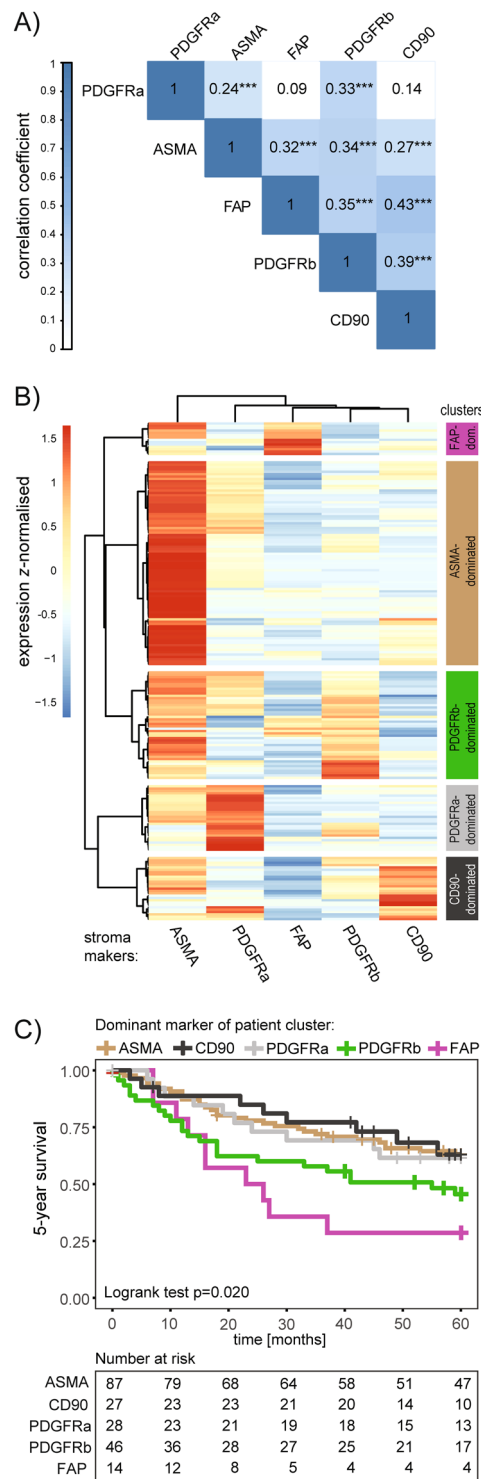 A)
PDGFRa ASMA FAP PDGFRb CD90
correlation coefficient
1
0.9
0.8
0.7
0.6
0.5
0.4
0.3
0.2
0.1
0
PDGFRa 1 0.24*** 0.09 0.33*** 0.14
ASMA 1 0.32*** 0.34*** 0.27***
FAP 1 0.35*** 0.43***
PDGFRb 1 0.39***
CD90 1
B)
clusters
expression z-normalised
1.5
1
0.5
0
-0.5
-1
-1.5
FAP-
dom.
ASMA-
dominated
PDGFRb-
dominated
PDGFRa-
dominated
CD90-
dominated
stroma
makers:
ASMA PDGFRa FAP PDGFRb CD90
C)
Dominant marker of patient cluster:
ASMA CD90 PDGFRa PDGFRb FAP
5-year survival
1.00
0.75
0.50
0.25
0.00
Logrank test p=0.020
0 10 20 30 40 50 60
time [months]
Number at risk
ASMA 87 79 68 64 58 51 47
CD90 27 23 23 21 20 14 10
PDGFRa 28 23 21 19 18 15 13
PDGFRb 46 36 28 27 25 21 17
FAP 14 12 8 5 4 4 4